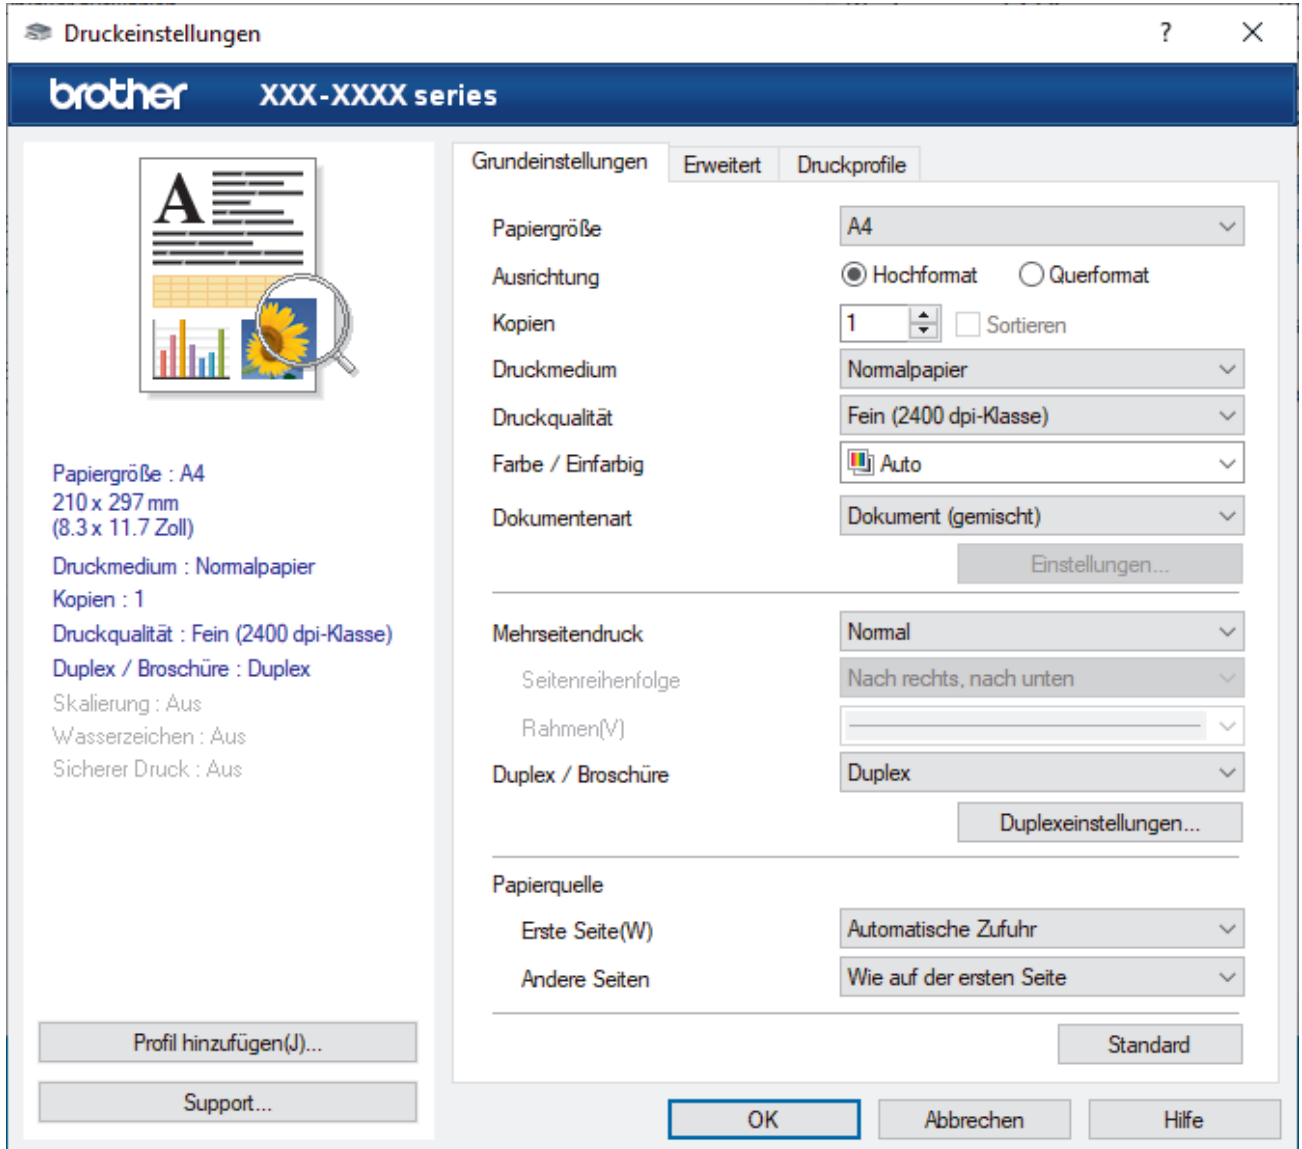 Druckeinstellungen
?
brother XXX-XXXX series
A
Papiergröße : A4
210 x 297 mm
(8.3 x 11.7 Zoll)
Druckmedium : Normalpapier
Kopien : 1
Druckqualität : Fein (2400 dpi-Klasse)
Duplex / Broschüre : Duplex
Skalierung : Aus
Wasserzeichen : Aus
Sicherer Druck : Aus
Profil hinzufügen(J)...
Support...
Grundeinstellungen Erweitert Druckprofile
Papiergröße A4
Ausrichtung Hochformat Querformat
Kopien 1 Sortieren
Druckmedium Normalpapier
Druckqualität Fein (2400 dpi-Klasse)
Farbe / Einfarbig Auto
Dokumentenart Dokument (gemischt)
Einstellungen...
Mehrseitendruck Normal
Seitenreihenfolge Nach rechts, nach unten
Rahmen(V)
Duplex / Broschüre Duplex
Duplexeinstellungen...
Papierquelle
Erste Seite(W) Automatische Zufuhr
Andere Seiten Wie auf der ersten Seite
Standard
OK Abbrechen Hilfe